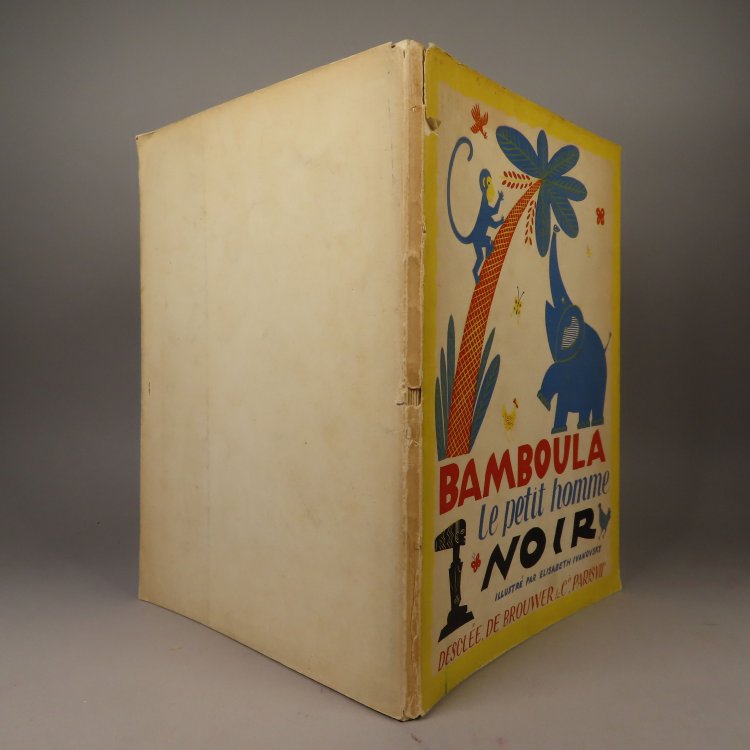 BAMBOULA
le petit homme
NOIR
ILLUSTRÉ PAR ELISABETH IVANOVSKY
DESCLÉE, DE BROUWER & Cie, PARIS VIIe